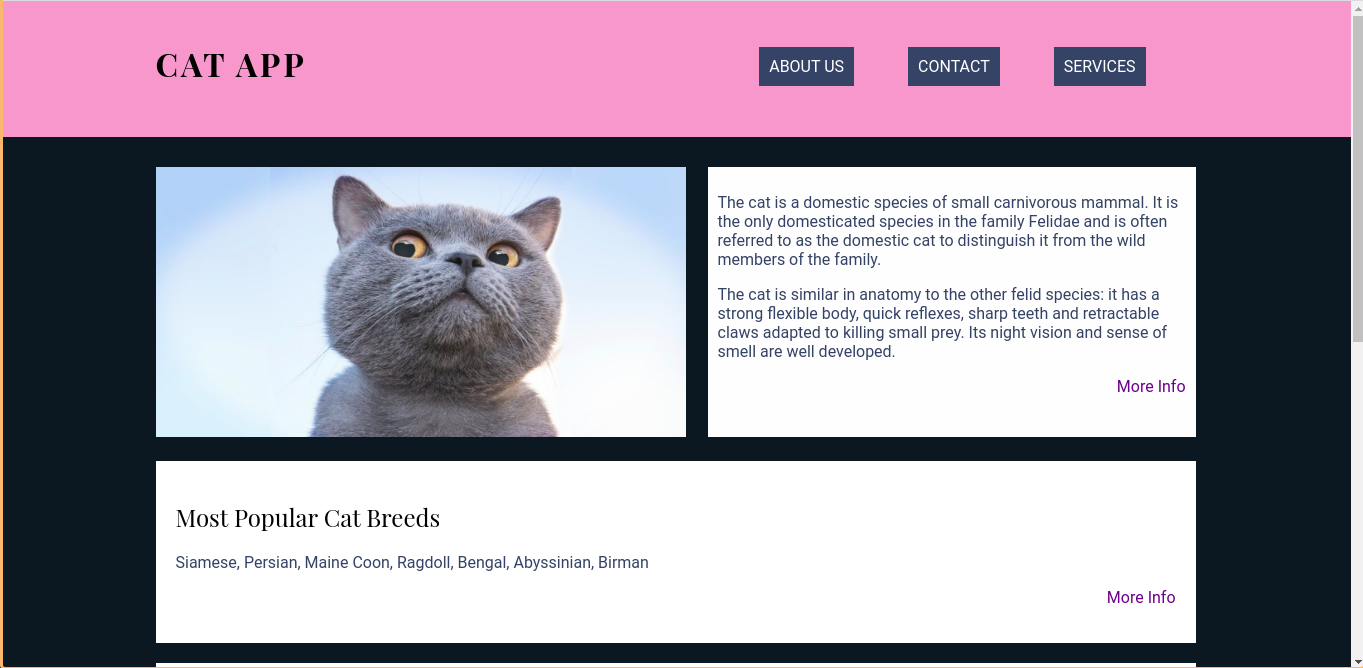 CAT APP
ABOUT US
CONTACT
SERVICES
The cat is a domestic species of small carnivorous mammal. It is
the only domesticated species in the family Felidae and is often
referred to as the domestic cat to distinguish it from the wild
members of the family.
The cat is similar in anatomy to the other felid species: it has a
strong flexible body, quick reflexes, sharp teeth and retractable
claws adapted to killing small prey. Its night vision and sense of
smell are well developed.
More Info
Most Popular Cat Breeds
Siamese, Persian, Maine Coon, Ragdoll, Bengal, Abyssinian, Birman
More Info